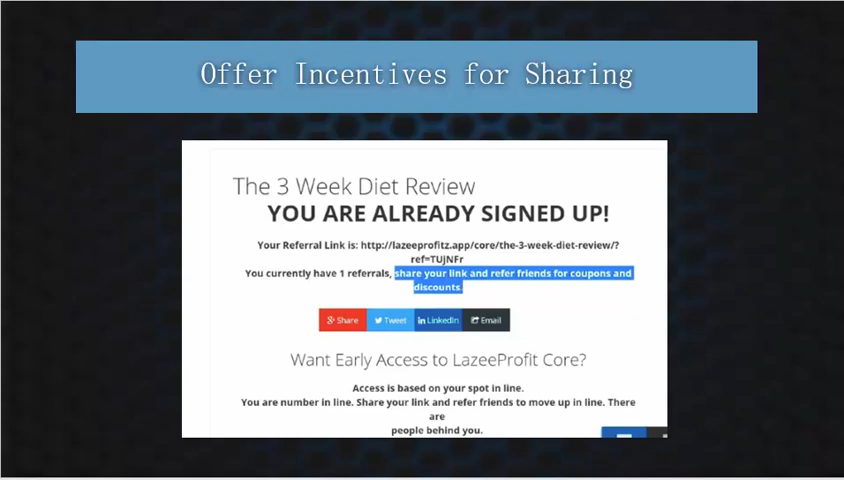 Offer Incentives for Sharing
The 3 Week Diet Review
YOU ARE ALREADY SIGNED UP!
Your Referral Link is: http://lazeeprofitz.app/core/the-3-week-diet-review/?
ref=TUjNFr
You currently have 1 referrals, share your link and refer friends for coupons and
discounts.
Share Tweet LinkedIn Email
Want Early Access to LazeeProfit Core?
Access is based on your spot in line.
You are number in line. Share your link and refer friends to move up in line. There
are
people behind you.